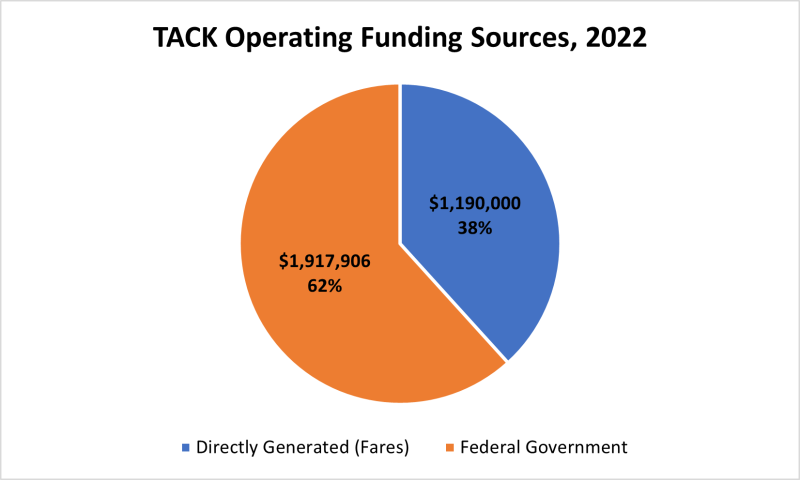 TACK Operating Funding Sources, 2022
$1,190,000
38%
$1,917,906
62%
Directly Generated (Fares)
Federal Government